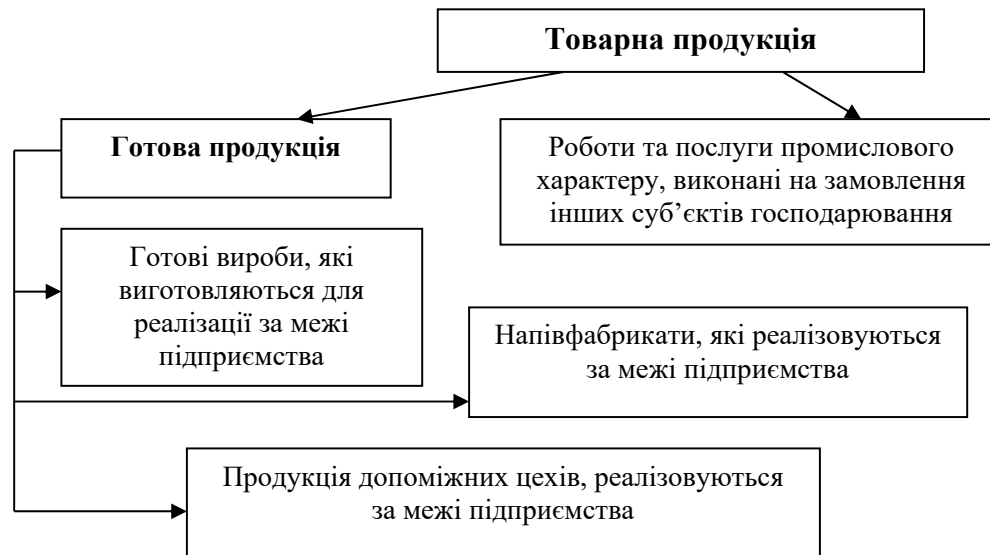 Товарна продукція
Готова продукція
Роботи та послуги промислового
характеру, виконані на замовлення
інших суб’єктів господарювання
Готові вироби, які
виготовляються для
реалізації за межі
підприємства
Напівфабрикати, які реалізовуються
за межі підприємства
Продукція допоміжних цехів, реалізовуються
за межі підприємства